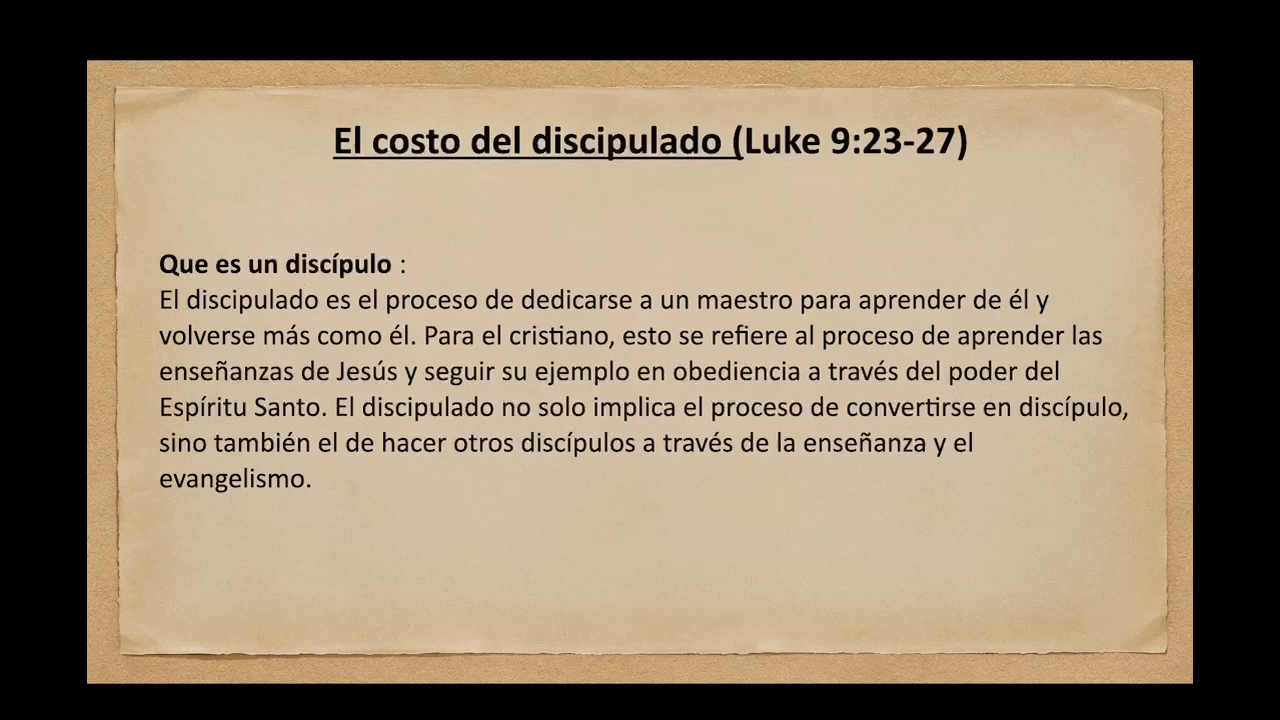 El costo del discipulado (Luke 9:23-27)
Que es un discípulo :
El discipulado es el proceso de dedicarse a un maestro para aprender de él y
volverse más como él. Para el cristiano, esto se refiere al proceso de aprender las
enseñanzas de Jesús y seguir su ejemplo en obediencia a través del poder del
Espíritu Santo. El discipulado no solo implica el proceso de convertirse en discípulo,
sino también el de hacer otros discípulos a través de la enseñanza y el
evangelismo.